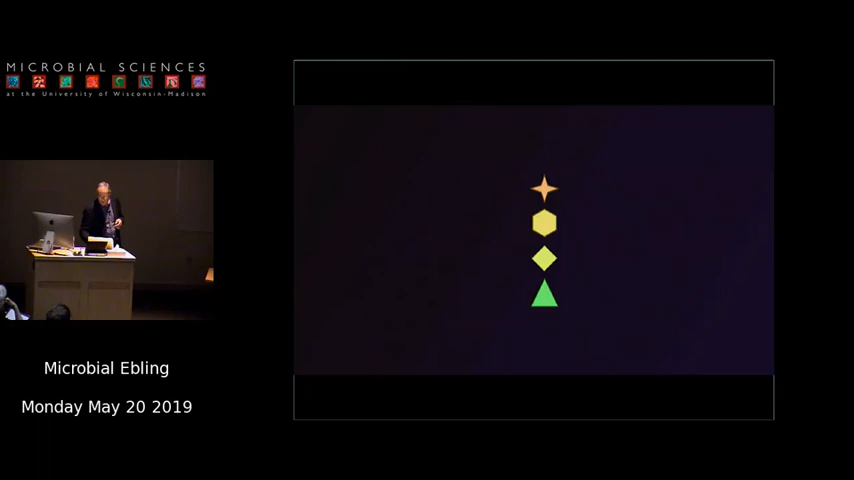 MICROBIAL SCIENCES
at the University of Wisconsin-Madison
Microbial Ebling
Monday May 20 2019